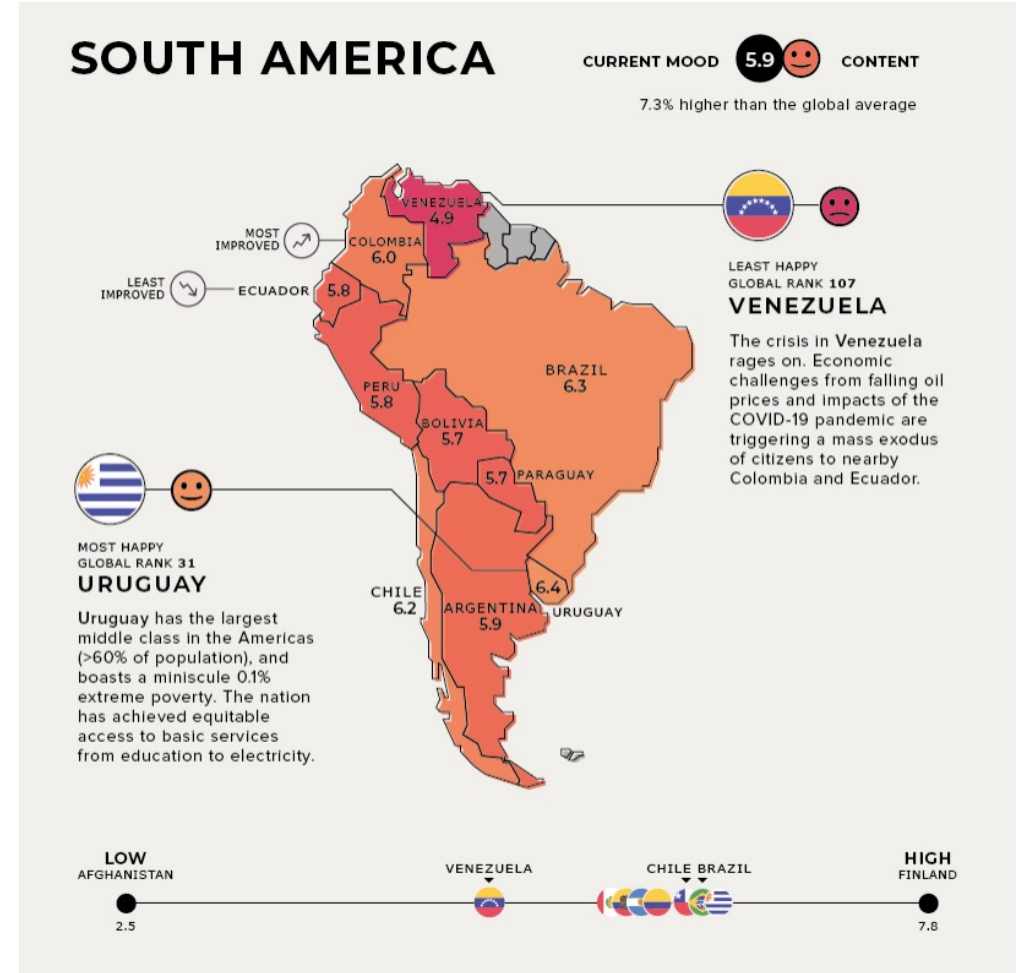 SOUTH AMERICA
CURRENT MOOD 5.9 CONTENT
7.3% higher than the global average
VENEZUELA
4.9
MOST
IMPROVED
COLOMBIA
6.0
LEAST
IMPROVED
ECUADOR
5.8
LEAST HAPPY
GLOBAL RANK 107
VENEZUELA
The crisis in Venezuela
rages on. Economic
challenges from falling oil
prices and impacts of the
COVID-19 pandemic are
triggering a mass exodus
of citizens to nearby
Colombia and Ecuador.
BRAZIL
6.3
PERU
5.8
BOLIVIA
5.7
5.7 PARAGUAY
MOST HAPPY
GLOBAL RANK 31
URUGUAY
Uruguay has the largest
middle class in the Americas
(>60% of population), and
boasts a miniscule 0.1%
extreme poverty. The nation
has achieved equitable
access to basic services
from education to electricity.
CHILE
6.2
ARGENTINA
5.9
6.4
URUGUAY
LOW
AFGHANISTAN
2.5
VENEZUELA
CHILE BRAZIL
HIGH
FINLAND
7.8